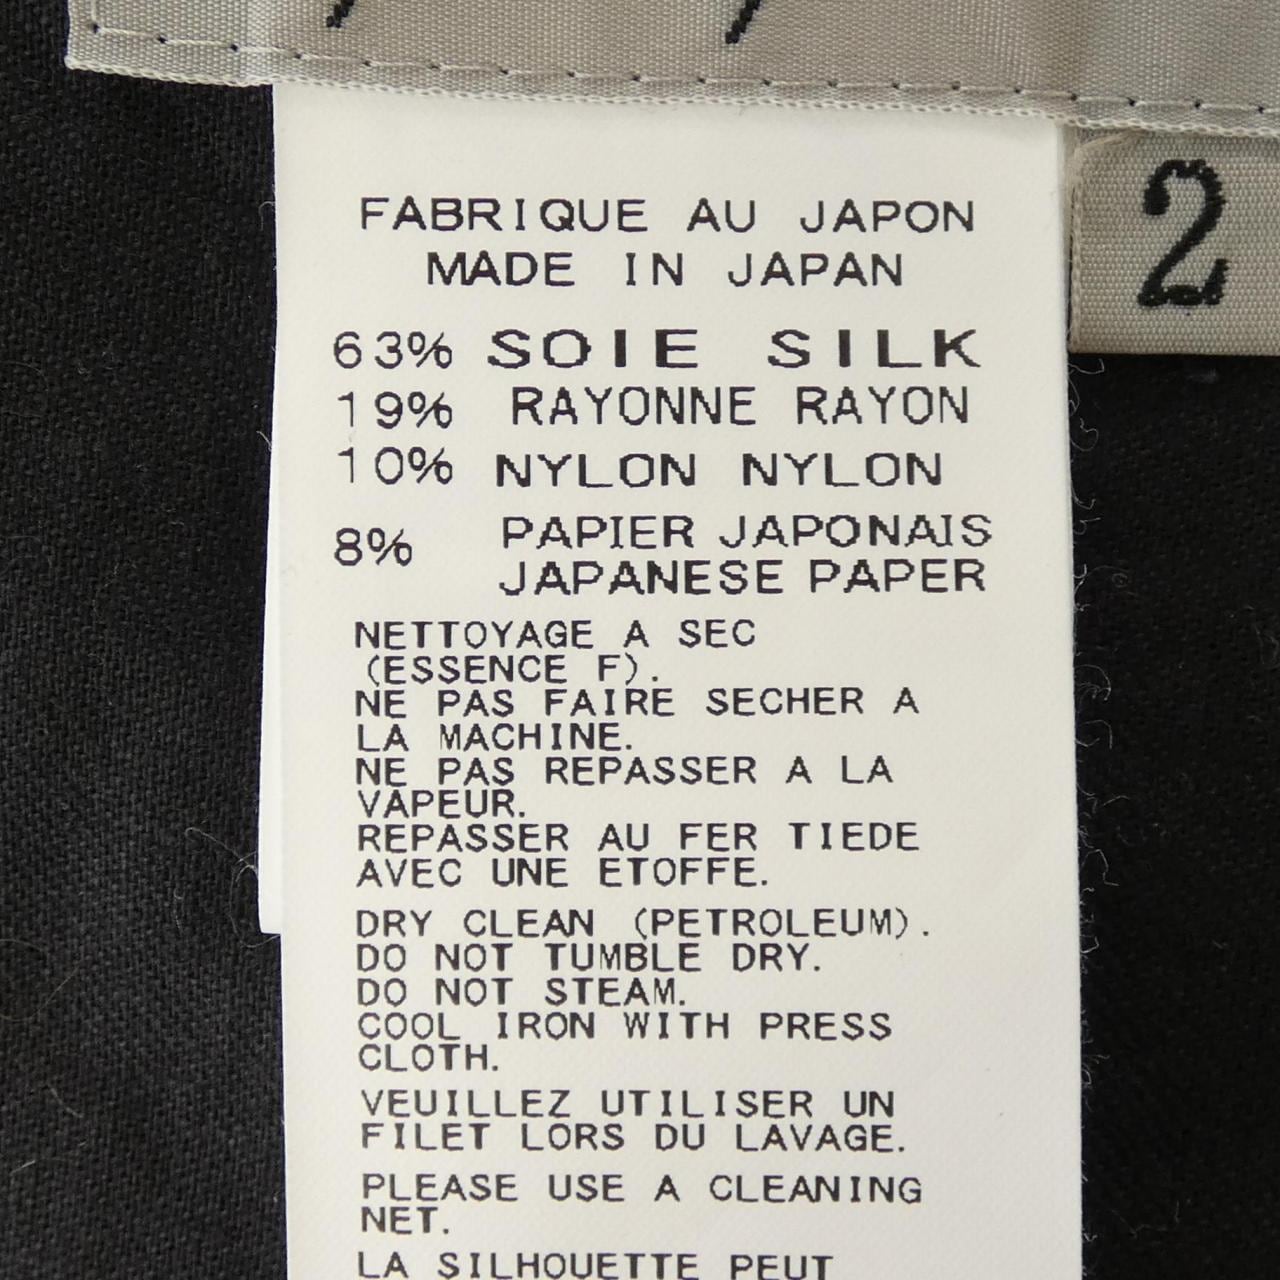 2
FABRIQUE AU JAPON
MADE IN JAPAN
63% SOIE SILK
19% RAYONNE RAYON
10% NYLON NYLON
8% PAPIER JAPONAIS
JAPANESE PAPER
NETTOYAGE A SEC
(ESSENCE F).
NE PAS FAIRE SECHER A
LA MACHINE.
NE PAS REPASSER A LA
VAPEUR.
REPASSER AU FER TIEDE
AVEC UNE ETOFFE.
DRY CLEAN (PETROLEUM).
DO NOT TUMBLE DRY.
DO NOT STEAM.
COOL IRON WITH PRESS
CLOTH.
VEUILLEZ UTILISER UN
FILET LORS DU LAVAGE.
PLEASE USE A CLEANING
NET.
LA SILHOUETTE PEUT